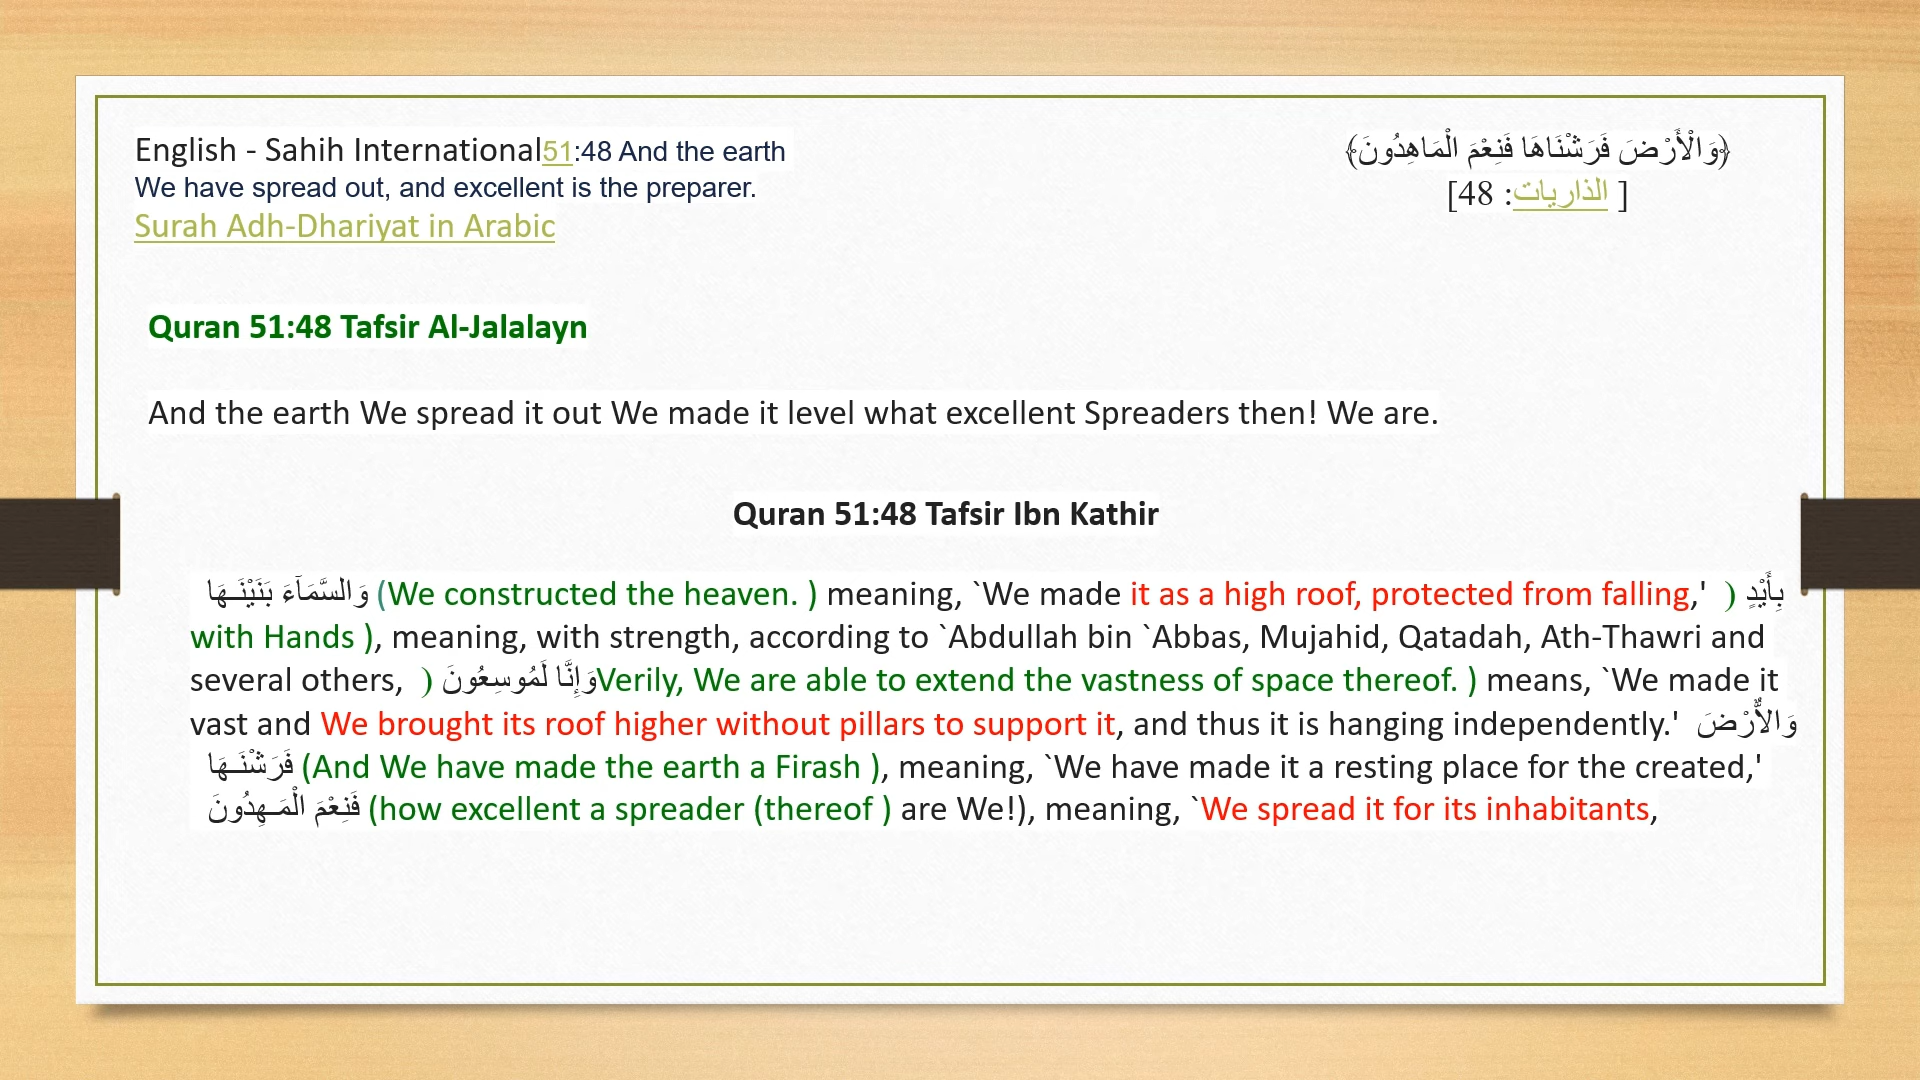 English - Sahih International51:48 And the earth
We have spread out, and excellent is the preparer.
Surah Adh-Dhariyat in Arabic
﴿وَالْأَرْضَ فَرَشْنَاهَا فَنِعْمَ الْمَاهِدُونَ﴾
[ الذاريات: 48]
Quran 51:48 Tafsir Al-Jalalayn
And the earth We spread it out We made it level what excellent Spreaders then! We are.
Quran 51:48 Tafsir Ibn Kathir
وَالسَّمَآءَ بَنَيْنَـهَا (We constructed the heaven. ) meaning, `We made it as a high roof, protected from falling,' ) بِأَيْدٍ
with Hands ), meaning, with strength, according to `Abdullah bin `Abbas, Mujahid, Qatadah, Ath-Thawri and
several others, ) وَإِنَّا لَمُوسِعُونَVerily, We are able to extend the vastness of space thereof. ) means, `We made it
vast and We brought its roof higher without pillars to support it, and thus it is hanging independently.' وَالاٌّرْضَ
فَرَشْنَـهَا (And We have made the earth a Firash ), meaning, `We have made it a resting place for the created,'
فَنِعْمَ الْمَـهِدُونَ (how excellent a spreader (thereof ) are We!), meaning, `We spread it for its inhabitants,